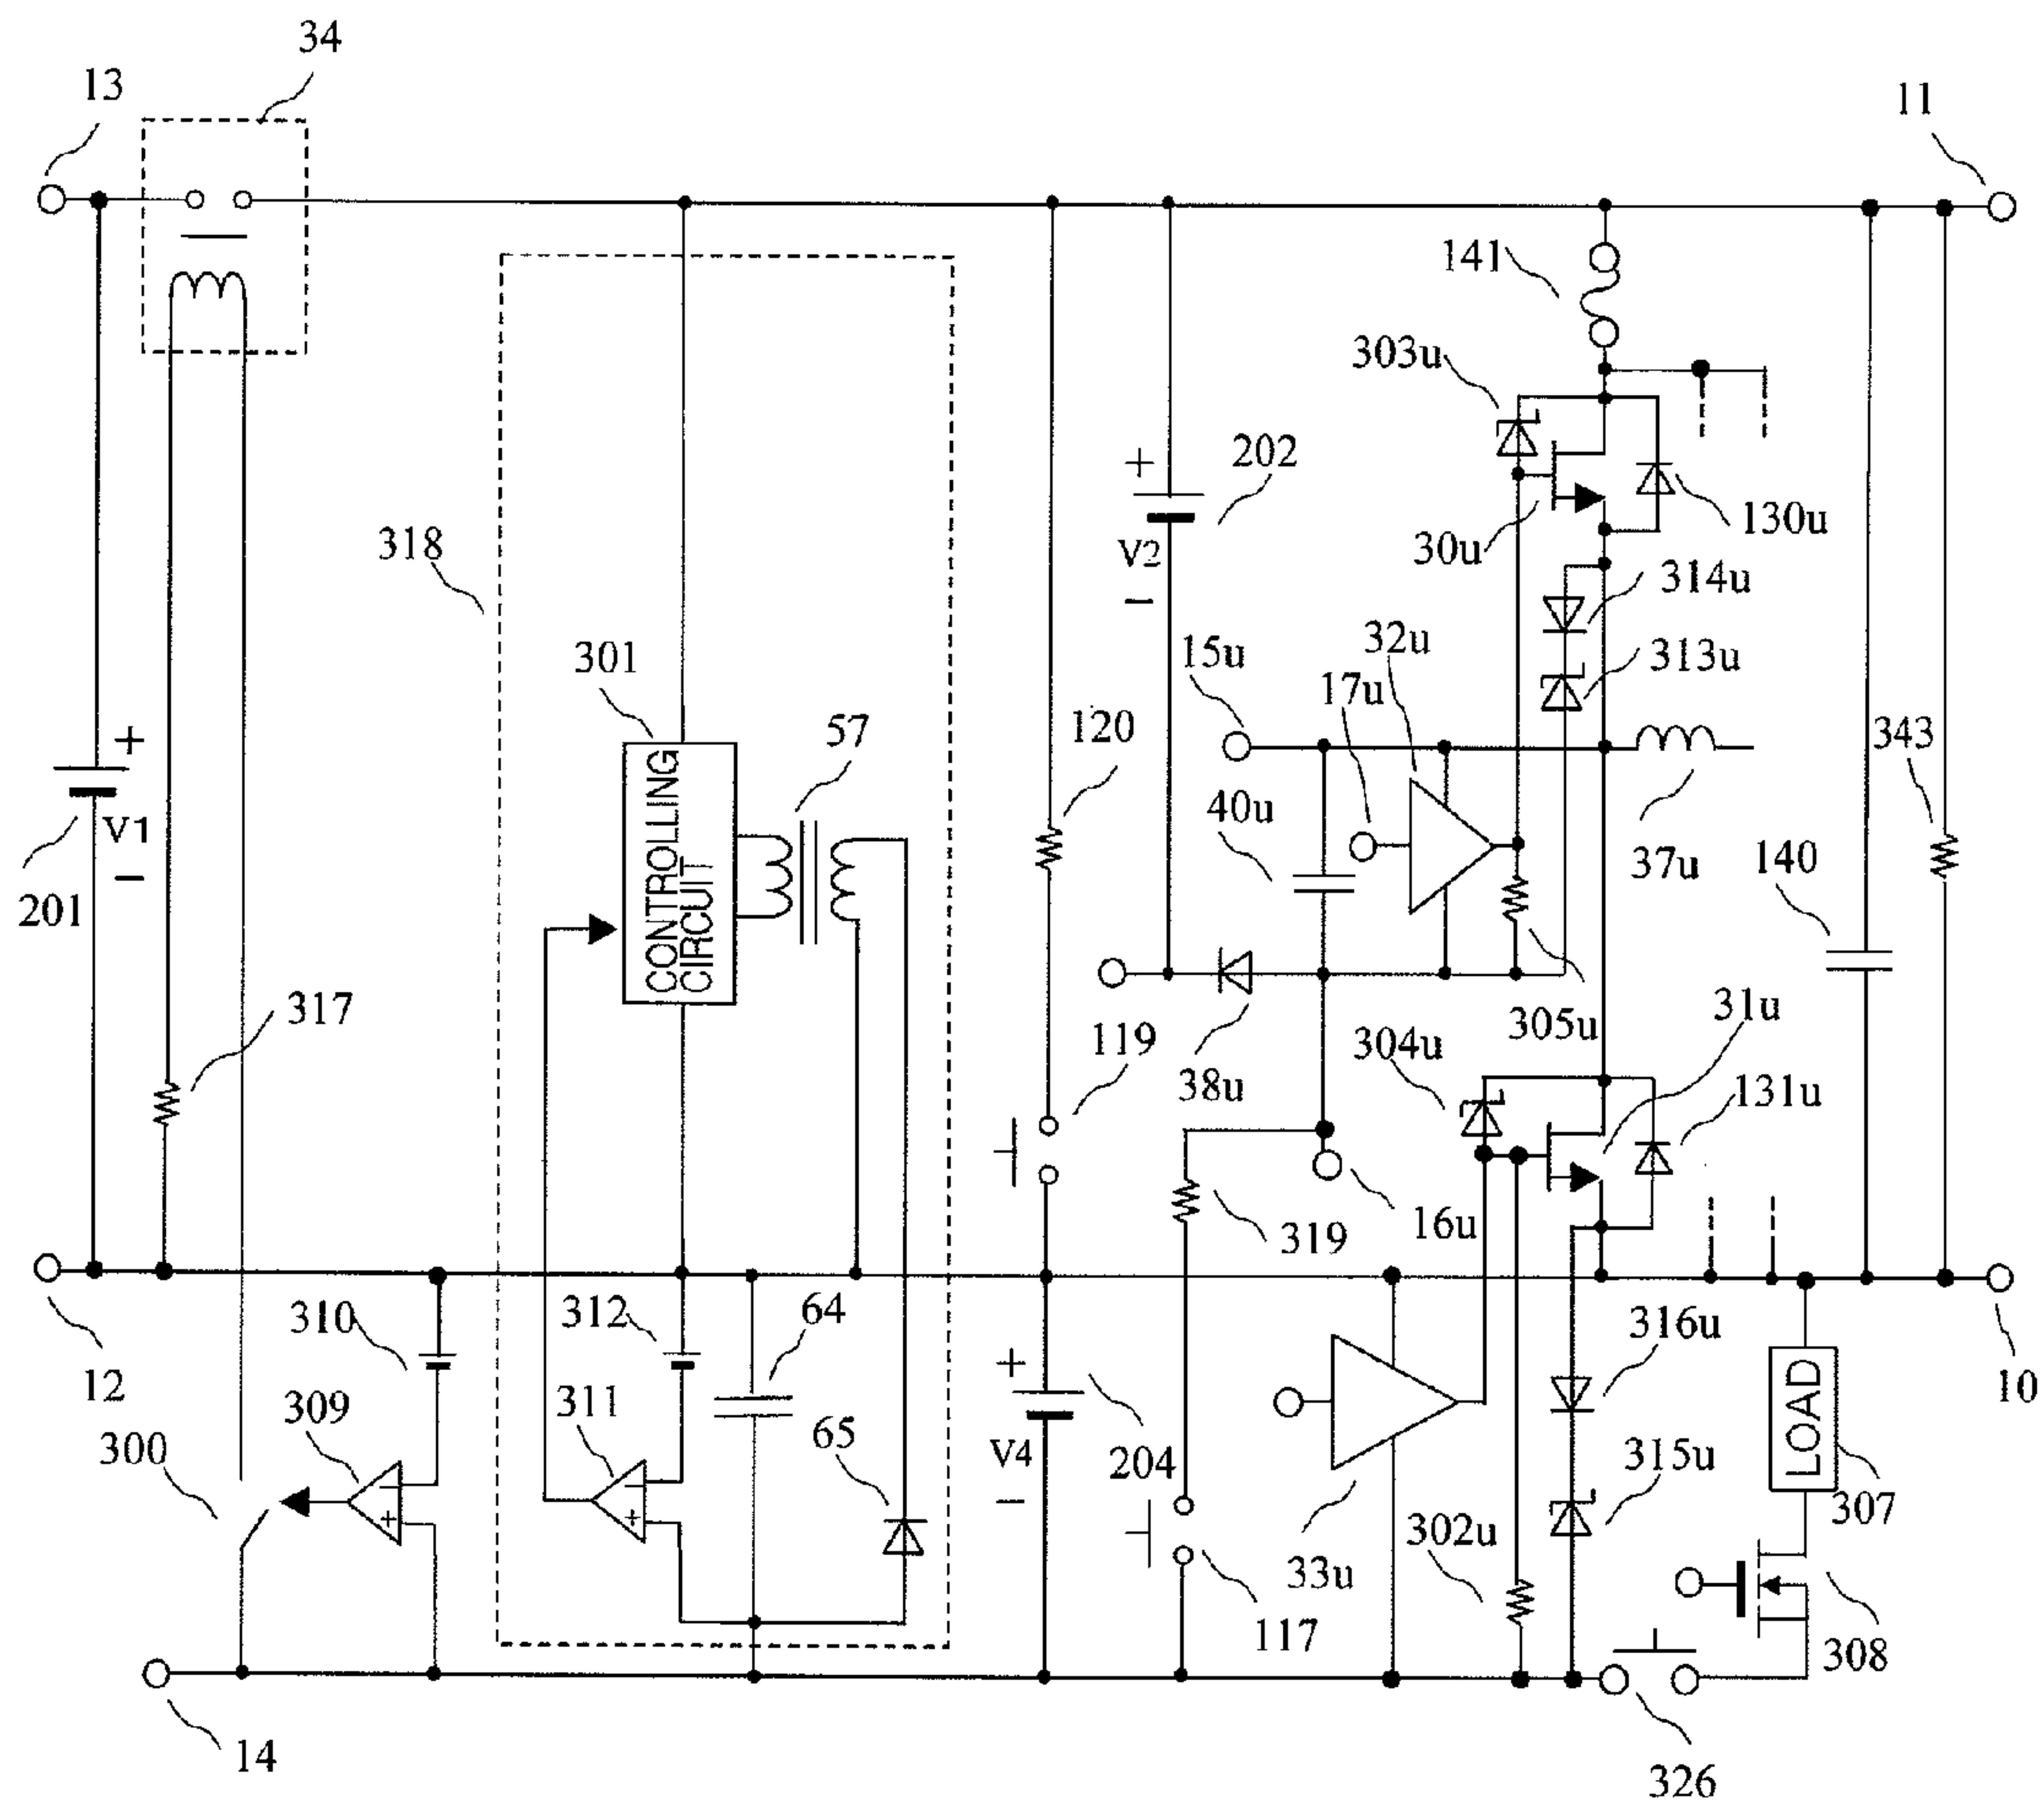 34
13
11
141
303u
+
202
318
V2
−
30u
130u
314u
32u
15u
301
17u
313u
57
120
343
+
CONTROLLING
CIRCUIT
V1
40u
−
201
37u
140
317
119
305u
31u
304u
38u
131u
16u
319
310
312
64
316u
12
10
+
309
311
LOAD
300
65
V4
204
315u
−
−
−
+
+
307
302u
33u
117
308
14
326